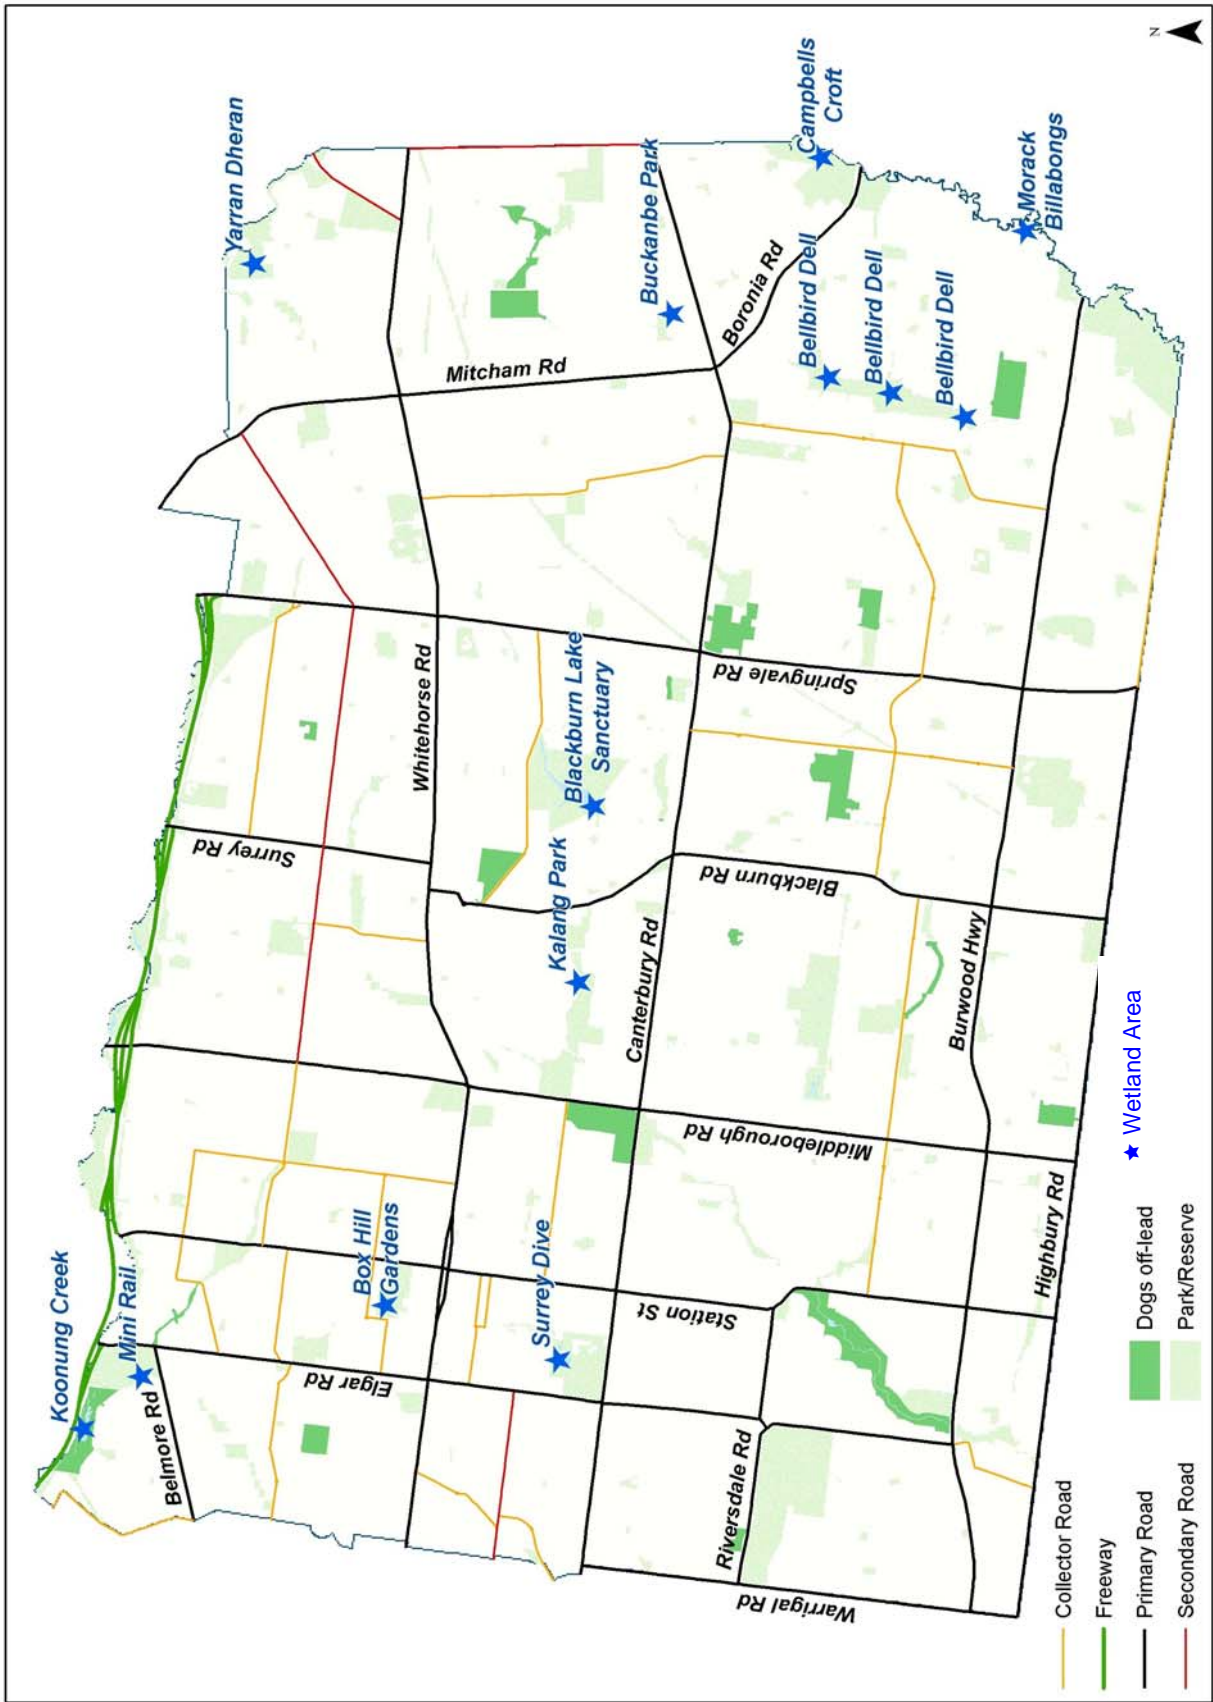 N
Koonung Creek
Mini Rail
Yarran Dheran
Belmore Rd
Surrey Rd
Box Hill
Gardens
Elgar Rd
Whitehorse Rd
Mitcham Rd
Surrey Dive
Kalang Park
Blackburn Lake
Sanctuary
Buckanbe Park
Boronia Rd
Campbells
Croft
Station St
Canterbury Rd
Middleborough Rd
Blackburn Rd
Springvale Rd
Bellbird Dell
Bellbird Dell
Bellbird Dell
Morack
Billabongs
Riversdale Rd
Warrigal Rd
Burwood Hwy
Highbury Rd
Collector Road
Freeway
Primary Road
Secondary Road
Dogs off-lead
Park/Reserve
Wetland Area